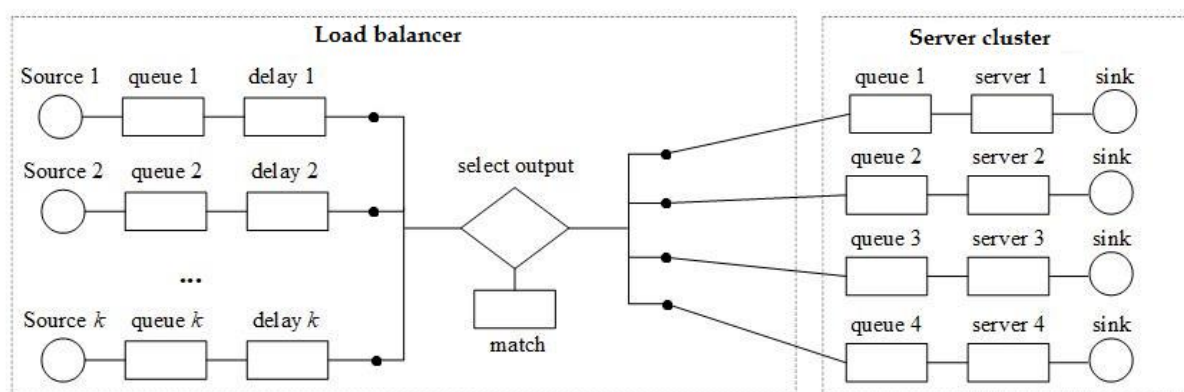 Load balancer
Server cluster
Source 1 queue 1 delay 1
Source 2 queue 2 delay 2
...
Source k queue k delay k
select output
match
queue 1 server 1 sink
queue 2 server 2 sink
queue 3 server 3 sink
queue 4 server 4 sink